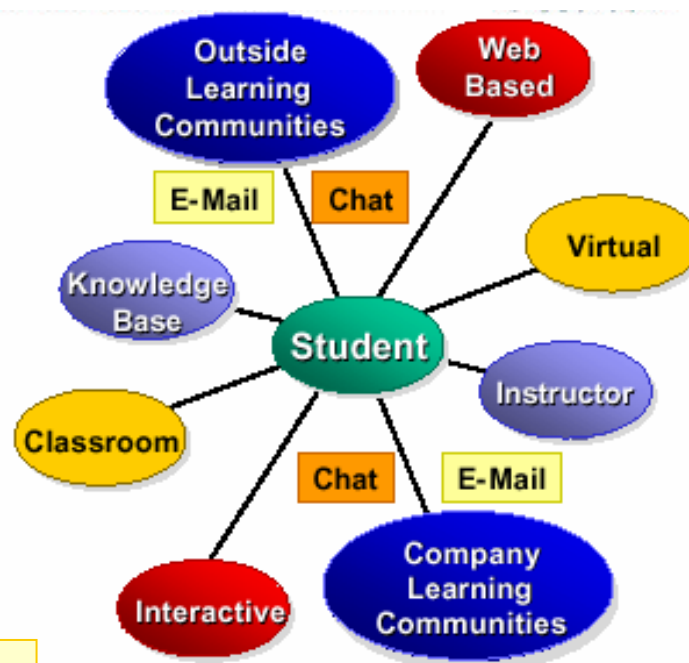 Outside
Learning
Communities
Web
Based
E-Mail
Chat
Virtual
Knowledge
Base
Student
Instructor
Classroom
Chat
E-Mail
Company
Learning
Communities
Interactive